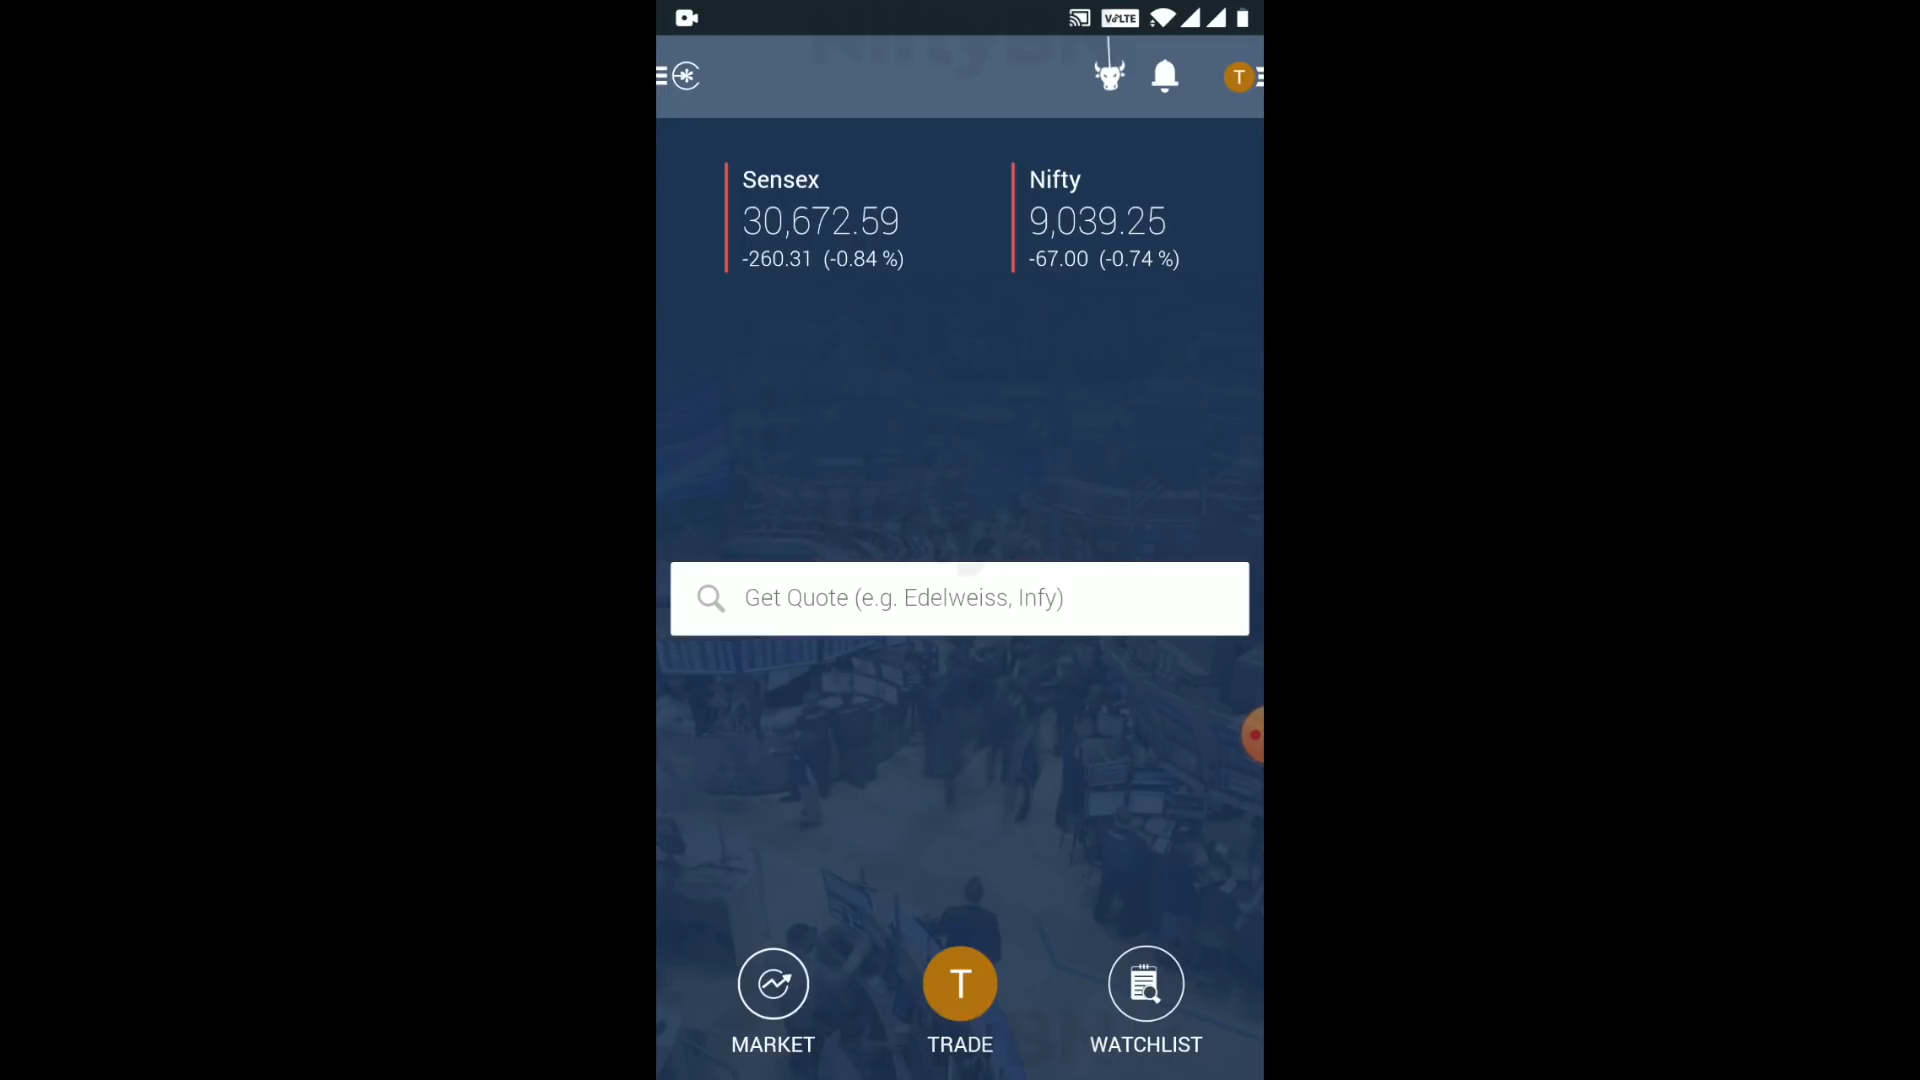 VoLTE
T
Sensex
30,672.59
-260.31 (-0.84 %)
Nifty
9,039.25
-67.00 (-0.74 %)
Get Quote (e.g. Edelweiss, Infy)
T
MARKET
TRADE
WATCHLIST